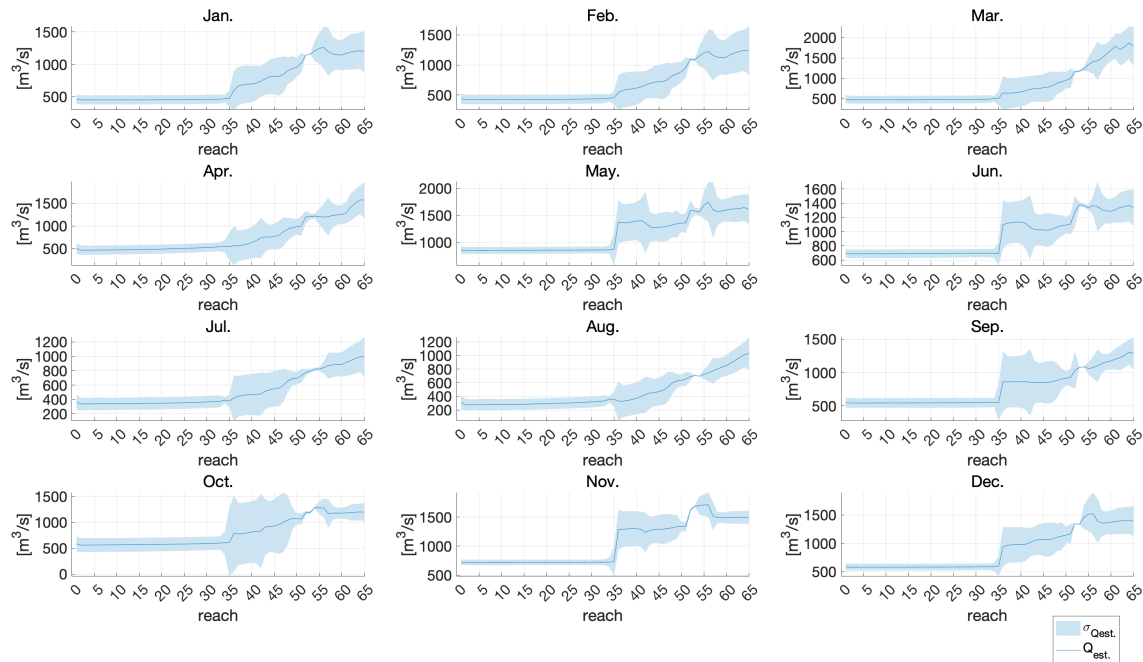 Jan.
Feb.
Mar.
[m³/s]
1500
1000
500
[m³/s]
1500
1000
500
[m³/s]
2000
1500
1000
500
0 5 10 15 20 25 30 35 40 45 50 55 60 65
0 5 10 15 20 25 30 35 40 45 50 55 60 65
0 5 10 15 20 25 30 35 40 45 50 55 60 65
reach
reach
reach
Apr.
May.
Jun.
[m³/s]
1500
1000
500
[m³/s]
2000
1500
1000
[m³/s]
1600
1400
1200
1000
800
600
0 5 10 15 20 25 30 35 40 45 50 55 60 65
0 5 10 15 20 25 30 35 40 45 50 55 60 65
0 5 10 15 20 25 30 35 40 45 50 55 60 65
reach
reach
reach
Jul.
Aug.
Sep.
[m³/s]
1200
1000
800
600
400
200
[m³/s]
1200
1000
800
600
400
200
[m³/s]
1500
1000
500
0 5 10 15 20 25 30 35 40 45 50 55 60 65
0 5 10 15 20 25 30 35 40 45 50 55 60 65
0 5 10 15 20 25 30 35 40 45 50 55 60 65
reach
reach
reach
Oct.
Nov.
Dec.
[m³/s]
1500
1000
500
0
[m³/s]
1500
1000
500
[m³/s]
1500
1000
500
0 5 10 15 20 25 30 35 40 45 50 55 60 65
0 5 10 15 20 25 30 35 40 45 50 55 60 65
0 5 10 15 20 25 30 35 40 45 50 55 60 65
reach
reach
reach
σQest.
Qest.